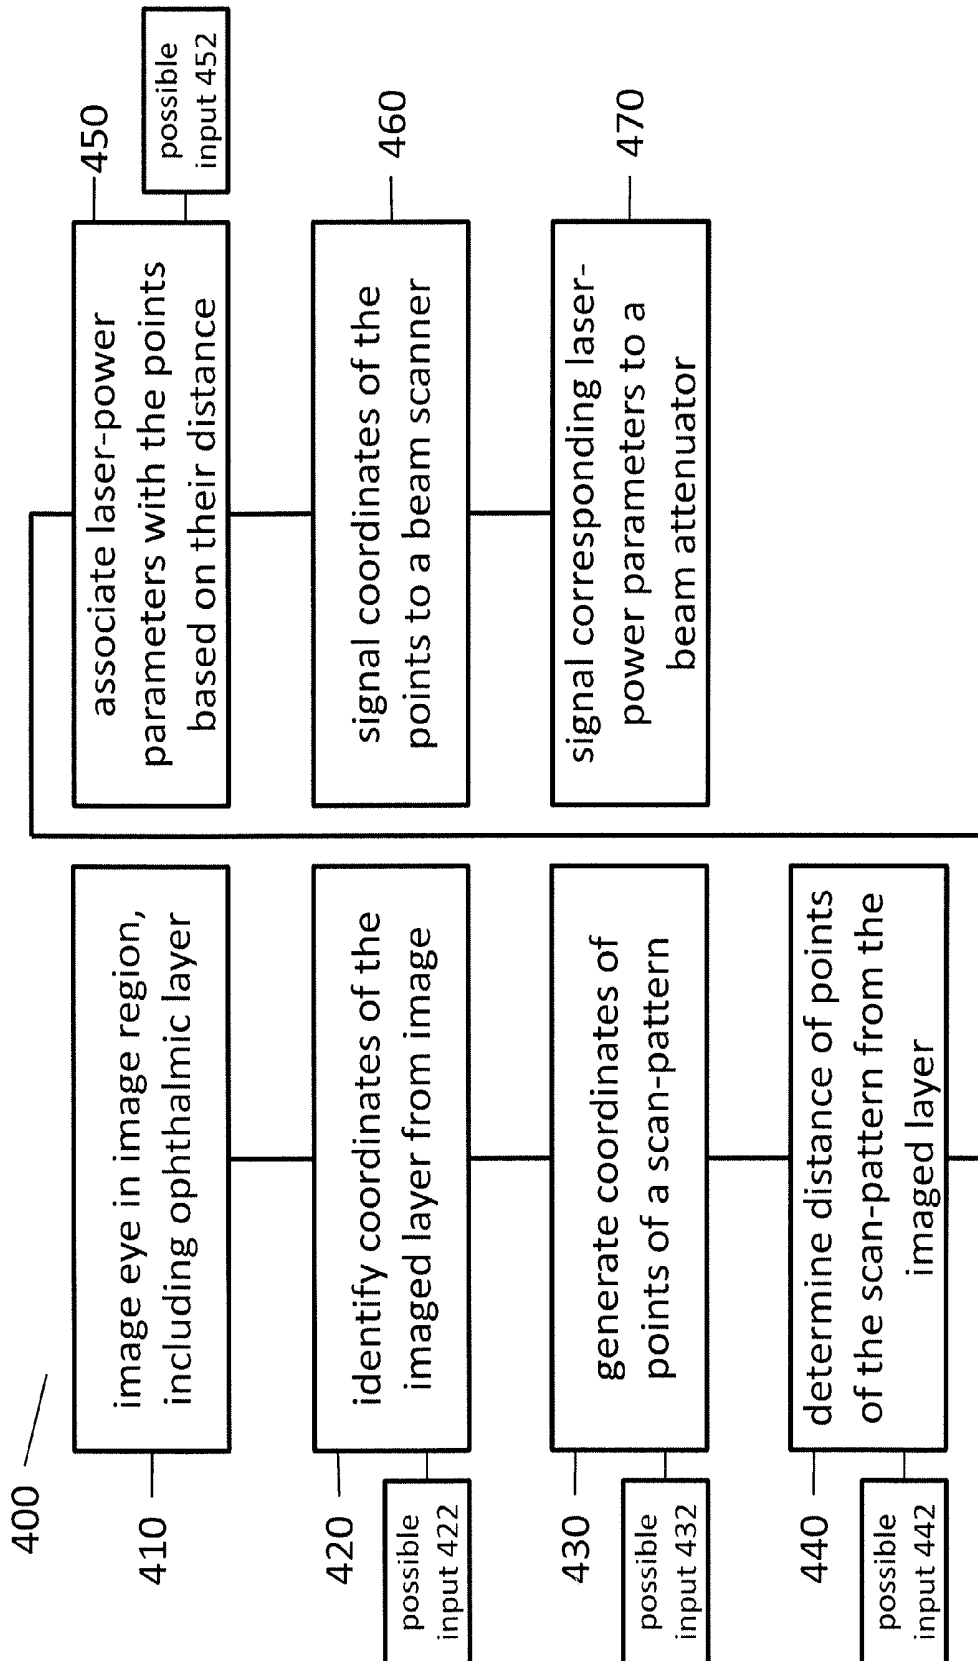 400
410
image eye in image region,
including ophthalmic layer
420
identify coordinates of the
imaged layer from image
possible
input 422
430
generate coordinates of
points of a scan-pattern
possible
input 432
440
determine distance of points
of the scan-pattern from the
imaged layer
possible
input 442
450
associate laser-power
parameters with the points
based on their distance
possible
input 452
460
signal coordinates of the
points to a beam scanner
470
signal corresponding laser-
power parameters to a
beam attenuator